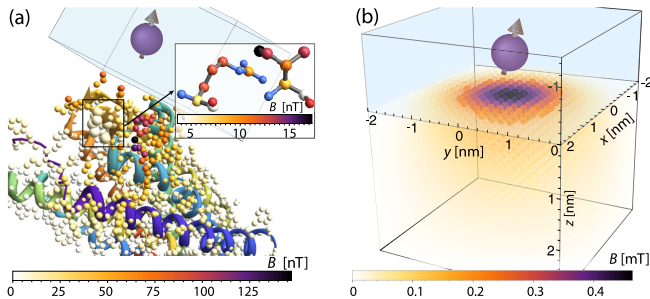 (a)
B [nT]
5 10 15
B [nT]
0 25 50 75 100 125
(b)
-2 -1 0 1 2
y [nm]
-2 -1 0 1 2
x [nm]
0 1 2
z [nm]
B [mT]
0 0.1 0.2 0.3 0.4